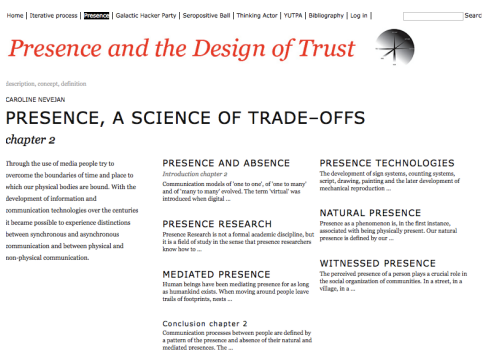 Home | Iterative process | Presence | Galactic Hacker Party | Seropositive Ball | Thinking Actor | YUTPA | Bibliography | Log in | Searc
Presence and the Design of Trust
description, concept, definition
CAROLINE NEVEJAN
PRESENCE, A SCIENCE OF TRADE–OFFS
chapter 2
Through the use of media people try to
overcome the boundaries of time and place to
which our physical bodies are bound. With the
development of information and
communication technologies over the centuries
it became possible to experience distinctions
between synchronous and asynchronous
communication and between physical and
non-physical communication.
PRESENCE AND ABSENCE
Introduction chapter 2
Communication models of 'one to one', of 'one to many'
and of 'many to many' evolved. The term 'virtual' was
introduced when digital ...
PRESENCE RESEARCH
Presence Research is not a formal academic discipline, but
it is a field of study in the sense that presence researchers
know how to ...
MEDIATED PRESENCE
Human beings have been mediating presence for as long
as humankind exists. When moving around people leave
trails of footprints, nests ...
Conclusion chapter 2
Communication processes between people are defined by
a pattern of the presence and absence of their natural and
mediated presences. The ...
PRESENCE TECHNOLOGIES
The development of sign systems, counting systems,
script, drawing, painting and the later development of
mechanical reproduction ...
NATURAL PRESENCE
Presence as a phenomenon is, in the first instance,
associated with being physically present. Our natural
presence is defined by our ...
WITNESSED PRESENCE
The perceived presence of a person plays a crucial role in
the social organization of communities. In a street, in a
village, in a ...